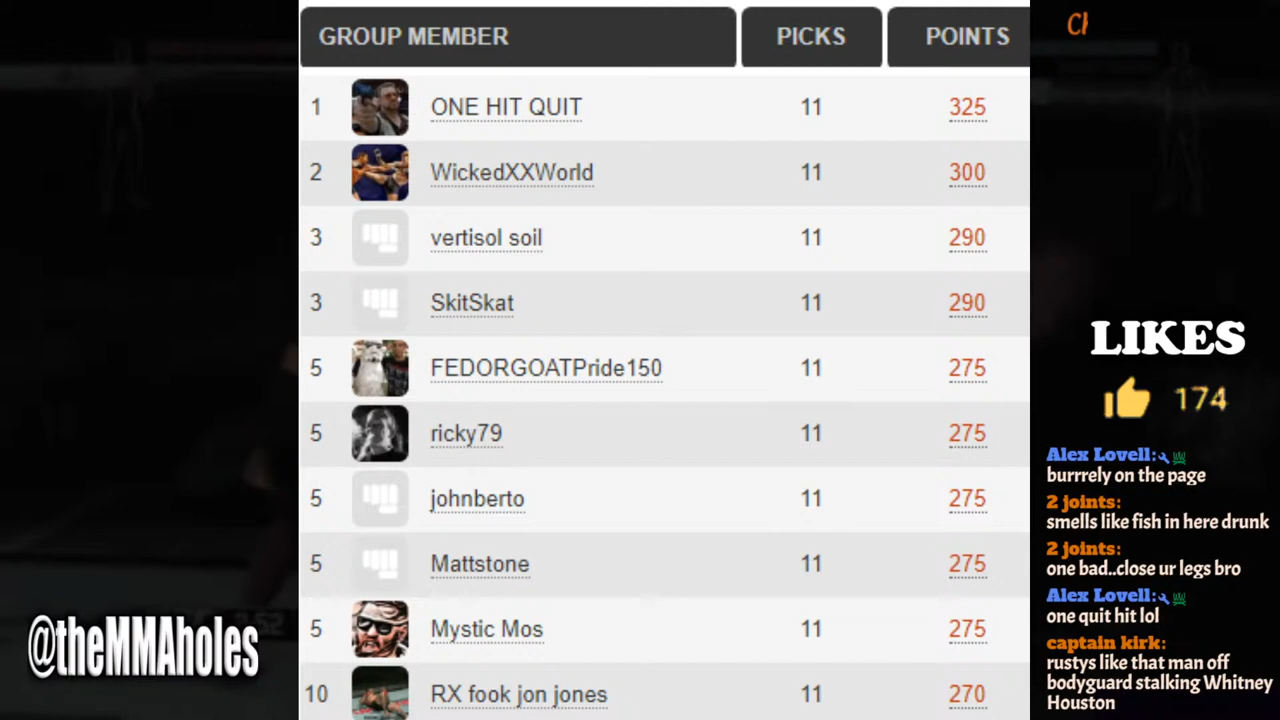 GROUP MEMBER PICKS POINTS
1 ONE HIT QUIT 11 325
2 WickedXXWorld 11 300
3 vertisol soil 11 290
3 SkitSkat 11 290
5 FEDORGOATPride150 11 275
5 ricky79 11 275
5 johnberto 11 275
5 Mattstone 11 275
5 Mystic Mos 11 275
10 RX fook jon jones 11 270
@theMMAholes
LIKES
174
Alex Lovell:
burrrely on the page
2 joints:
smells like fish in here drunk
2 joints:
one bad..close ur legs bro
Alex Lovell:
one quit hit lol
captain kirk:
rustys like that man off
bodyguard stalking Whitney
Houston